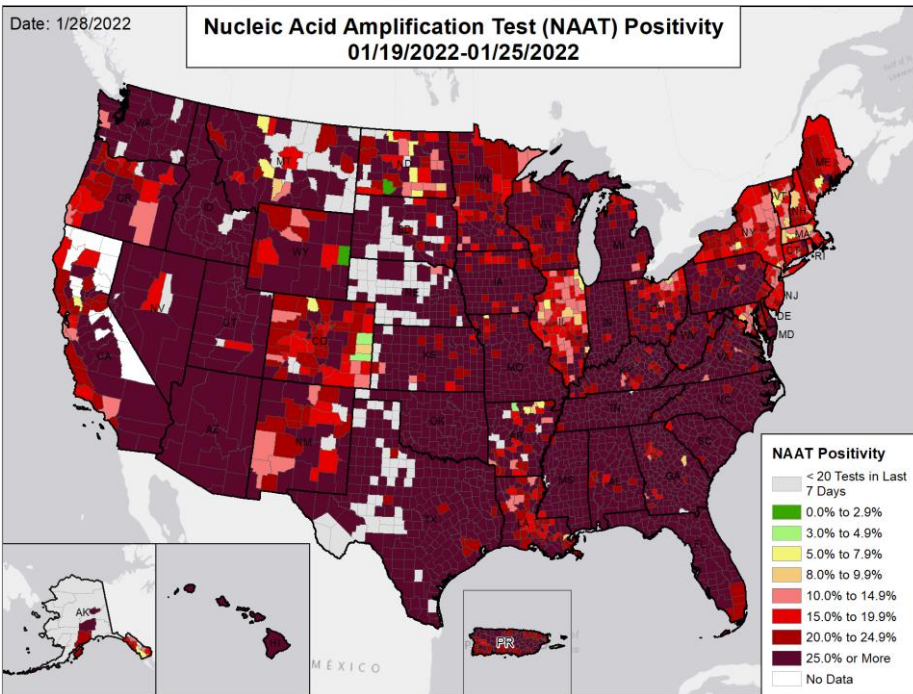 Date: 1/28/2022
Nucleic Acid Amplification Test (NAAT) Positivity
01/19/2022-01/25/2022
WA
MT
ND
MN
ME
OR
ID
WY
SD
WI
MI
VT
NH
NY
MA
CT
RI
NV
UT
CO
NE
IA
IL
IN
OH
PA
NJ
DE
MD
CA
KS
MO
KY
WV
VA
AZ
NM
OK
AR
TN
NC
SC
TX
LA
MS
AL
GA
FL
AK
HI
PR
MÉXICO
NAAT Positivity
< 20 Tests in Last
7 Days
0.0% to 2.9%
3.0% to 4.9%
5.0% to 7.9%
8.0% to 9.9%
10.0% to 14.9%
15.0% to 19.9%
20.0% to 24.9%
25.0% or More
No Data